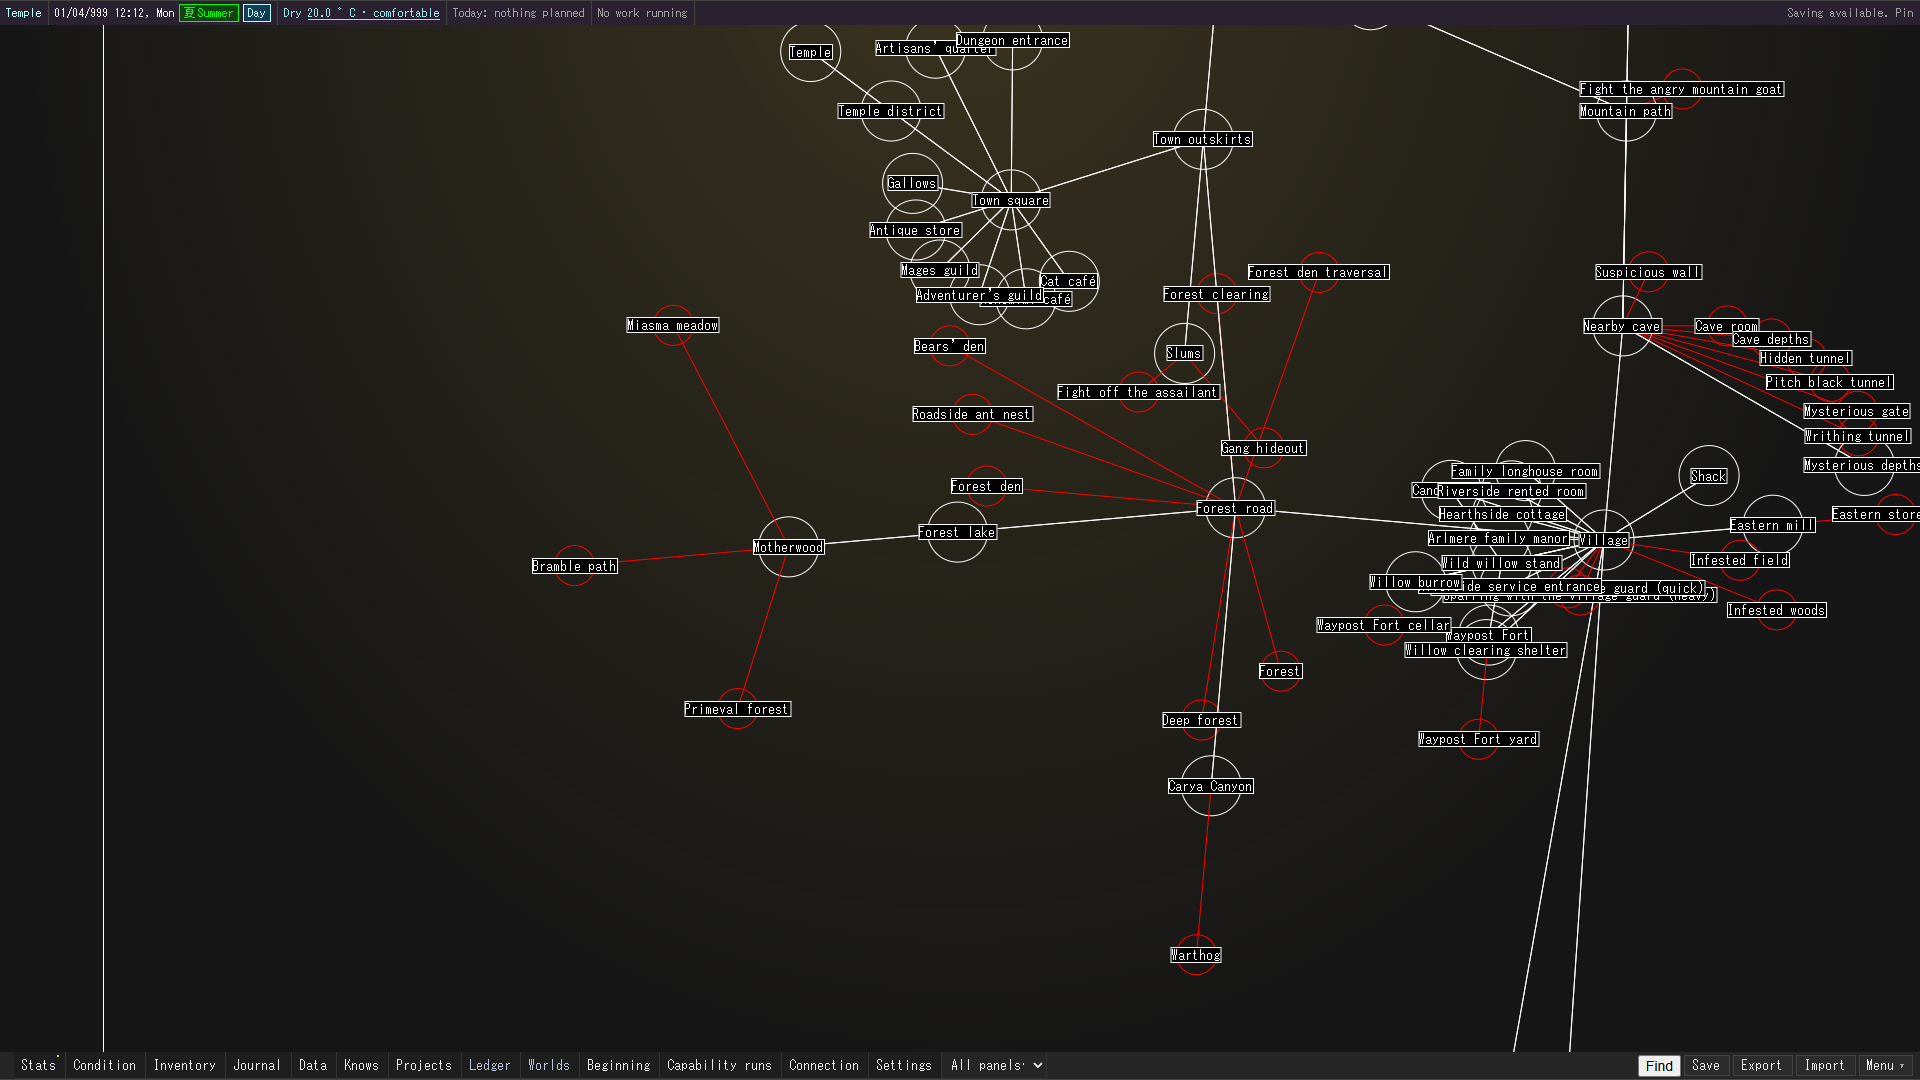 Temple
01/04/999 12:12, Mon
夏 Summer
Day
Dry 20.0 °C · comfortable
Today: nothing planned
No work running
Saving available. Pin
Temple
Artisans' quarter
Dungeon entrance
Temple district
Gallows
Town square
Antique store
Mages guild
Adventurer's guild
café
Cat café
Town outskirts
Fight the angry mountain goat
Mountain path
Suspicious wall
Nearby cave
Cave room
Cave depths
Hidden tunnel
Pitch black tunnel
Mysterious gate
Writhing tunnel
Mysterious depths
Forest den traversal
Forest clearing
Slums
Fight off the assailant
Gang hideout
Miasma meadow
Bears' den
Roadside ant nest
Forest den
Forest lake
Forest road
Motherwood
Bramble path
Primeval forest
Family longhouse room
Riverside rented room
Hearthside cottage
Arlmere family manor
Village
Wild willow stand
Willow burrow
service entrance
guard (quick)
Waypost Fort cellar
Waypost Fort
Willow clearing shelter
Waypost Fort yard
Shack
Eastern mill
Eastern store
Infested field
Infested woods
Forest
Deep forest
Carya Canyon
Warthog
Stats
Condition
Inventory
Journal
Data
Knows
Projects
Ledger
Worlds
Beginning
Capability runs
Connection
Settings
All panels
Find
Save
Export
Import
Menu